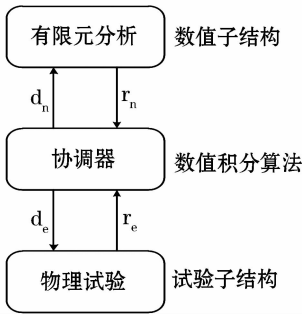 有限元分析 数值子结构
dn rn
协调器 数值积分算法
de re
物理试验 试验子结构